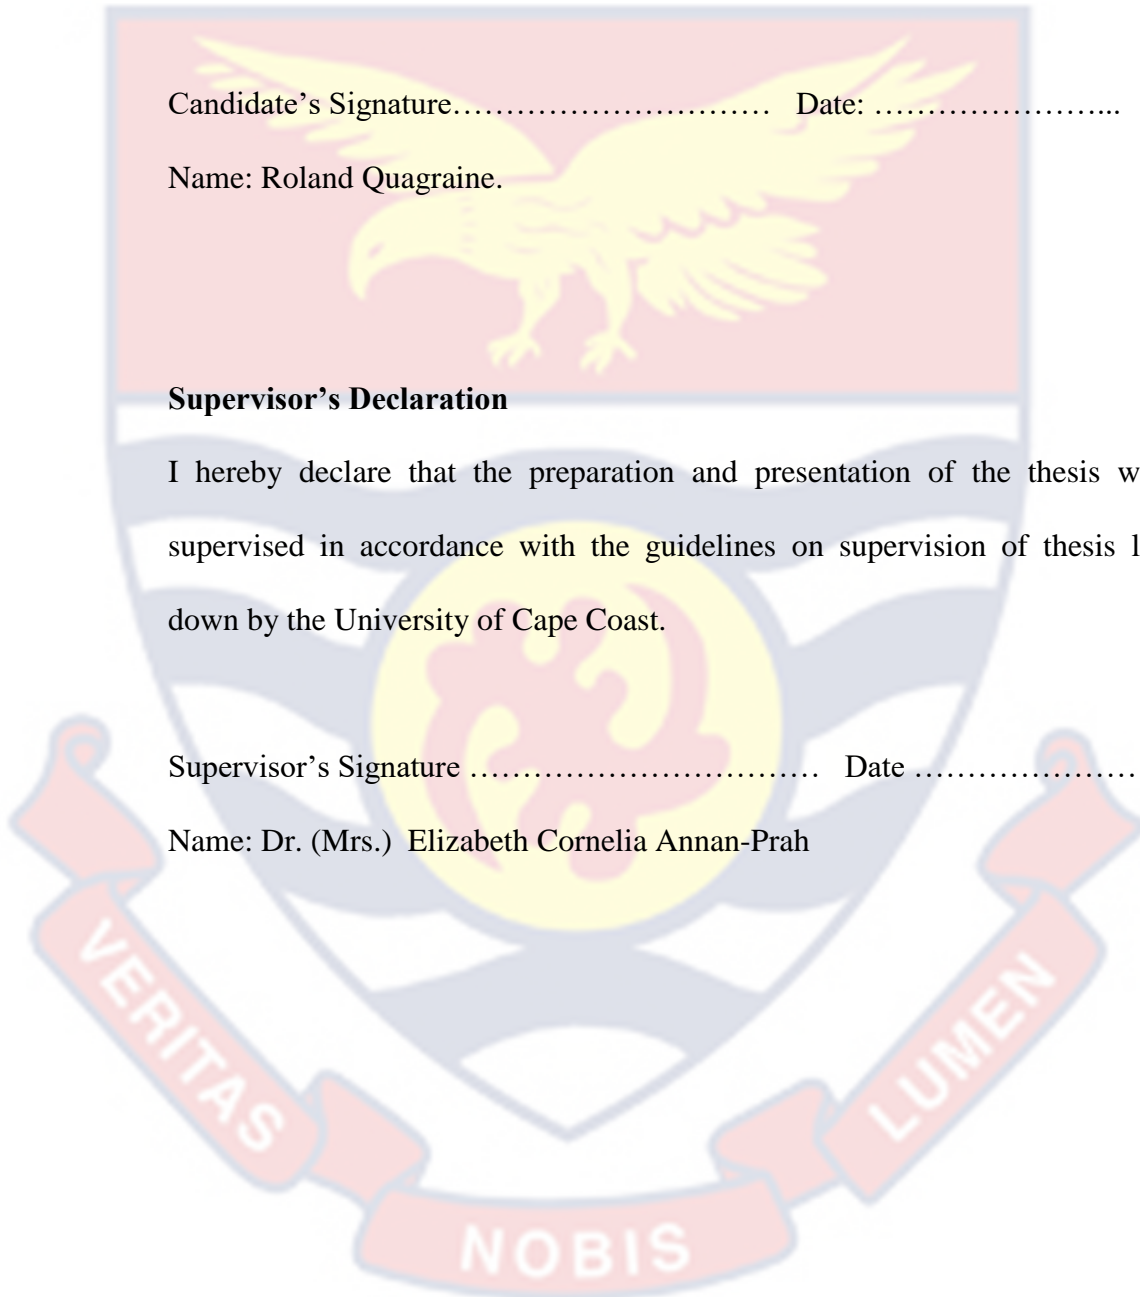 Candidate’s Signature………………………… Date: …………………...
Name: Roland Quagraine.
Supervisor’s Declaration
I hereby declare that the preparation and presentation of the thesis w
supervised in accordance with the guidelines on supervision of thesis l
down by the University of Cape Coast.
Supervisor’s Signature …………………………… Date …………………
Name: Dr. (Mrs.) Elizabeth Cornelia Annan-Prah
VERITAS
NOBIS
LUMEN